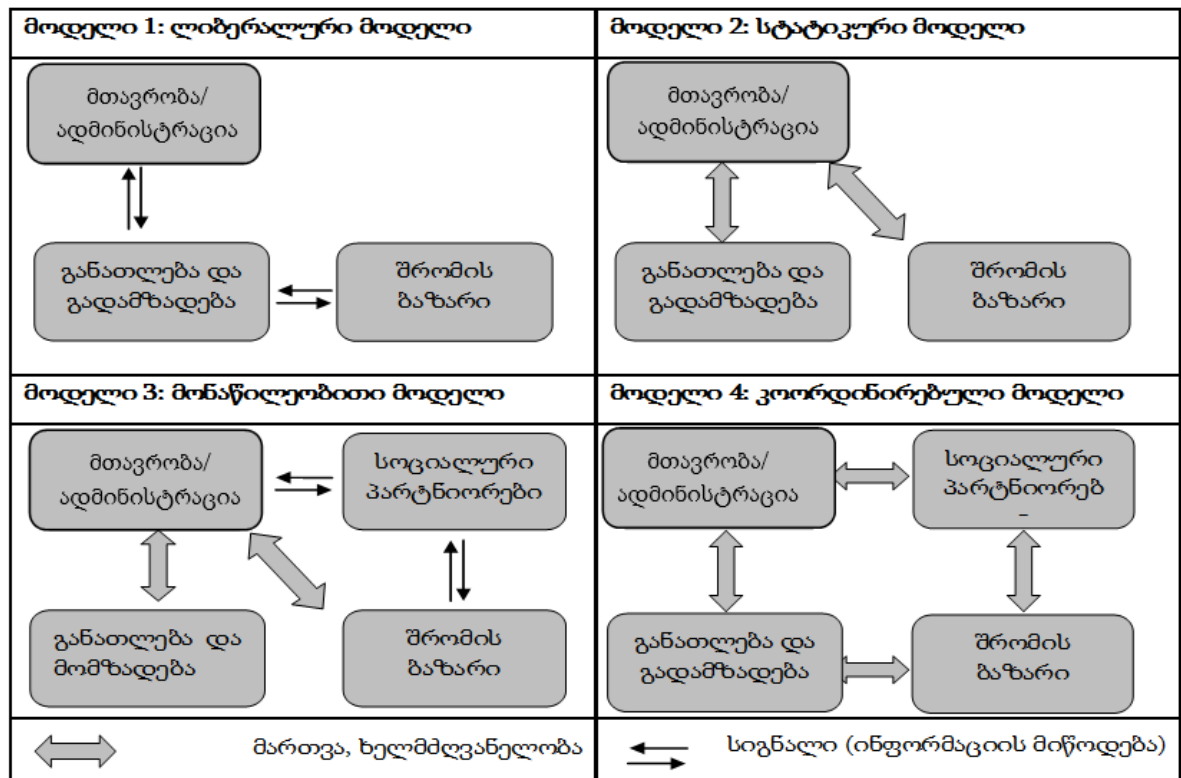 მოდელი 1: ლიბერალური მოდელი
მოდელი 2: სტატიკური მოდელი
მთავრობა/
ადმინისტრაცია
განათლება და
გადამზადება
შრომის
ბაზარი
მთავრობა/
ადმინისტრაცია
განათლება და
გადამზადება
შრომის
ბაზარი
მოდელი 3: მონაწილეობითი მოდელი
მოდელი 4: კოორდინირებული მოდელი
მთავრობა/
ადმინისტრაცია
სოციალური
პარტნიორები
განათლება და
მომზადება
შრომის
ბაზარი
მთავრობა/
ადმინისტრაცია
სოციალური
პარტნიორებ
განათლება და
გადამზადება
შრომის
ბაზარი
მართვა, ხელმძღვანელობა
სიგნალი (ინფორმაციის მიწოდება)